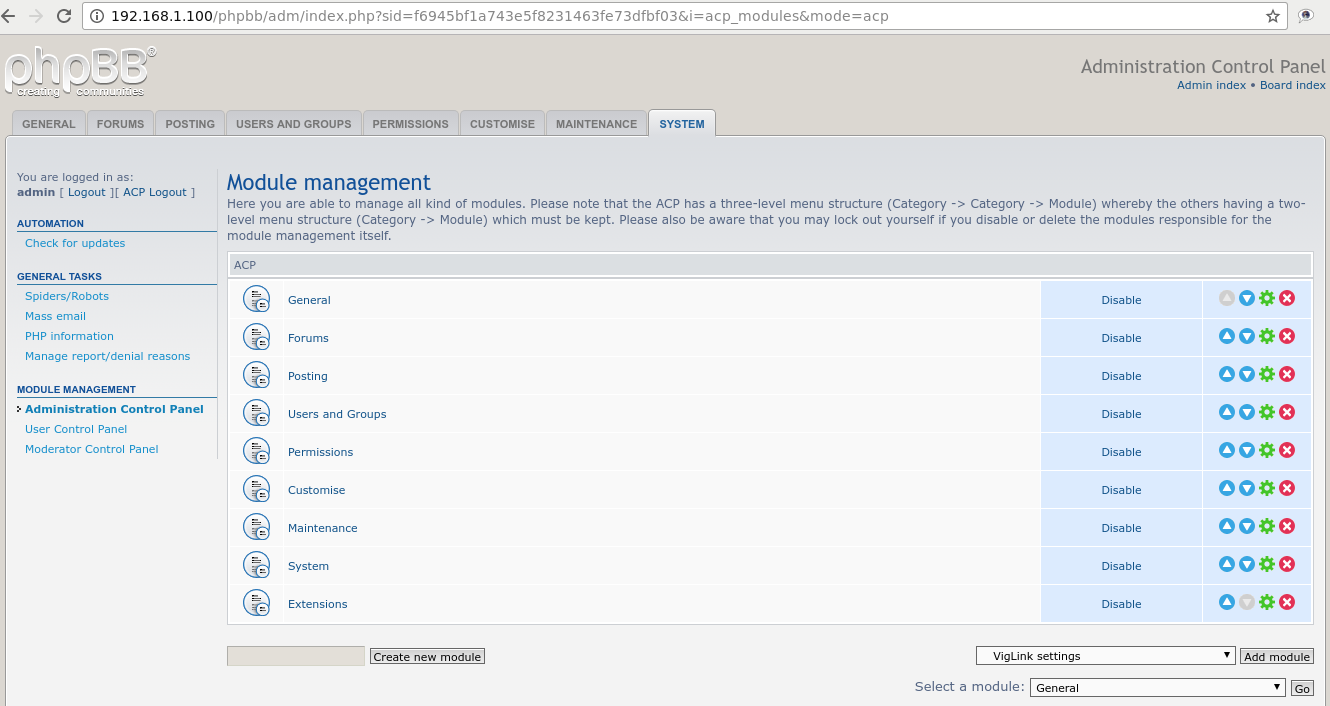 192.168.1.100/phpbb/adm/index.php?sid=f6945bf1a743e5f8231463fe73dfbf03&i=acp_modules&mode=acp
phpBB®
creating communities
Administration Control Panel
Admin index • Board index
GENERAL FORUMS POSTING USERS AND GROUPS PERMISSIONS CUSTOMISE MAINTENANCE SYSTEM
You are logged in as:
admin [ Logout ][ ACP Logout ]
AUTOMATION
Check for updates
GENERAL TASKS
Spiders/Robots
Mass email
PHP information
Manage report/denial reasons
MODULE MANAGEMENT
Administration Control Panel
User Control Panel
Moderator Control Panel
Module management
Here you are able to manage all kind of modules. Please note that the ACP has a three-level menu structure (Category -> Category -> Module) whereby the others having a two-
level menu structure (Category -> Module) which must be kept. Please also be aware that you may lock out yourself if you disable or delete the modules responsible for the
module management itself.
ACP
General Disable
Forums Disable
Posting Disable
Users and Groups Disable
Permissions Disable
Customise Disable
Maintenance Disable
System Disable
Extensions Disable
Create new module VigLink settings Add module
Select a module: General Go